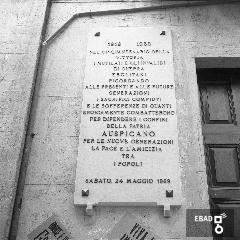 1918 1968
NEL CINQUANTENARIO DELLA
VITTORIA
I MUTILATI E GLI INVALIDI
DI GUERRA
EBOLITANI
RICORDANDO
ALLE PRESENTI E ALLE FUTURE
GENERAZIONI
I SACRIFICI COMPIUTI
E LE SOFFERENZE DI QUANTI
EROICAMENTE COMBATTERONO
PER DIFENDERE I CONFINI
DELLA PATRIA
AUSPICANO
PER LE NUOVE GENERAZIONI
LA PACE E L'AMICIZIA
TRA
I POPOLI
SABATO, 24 MAGGIO 1969
EBAD